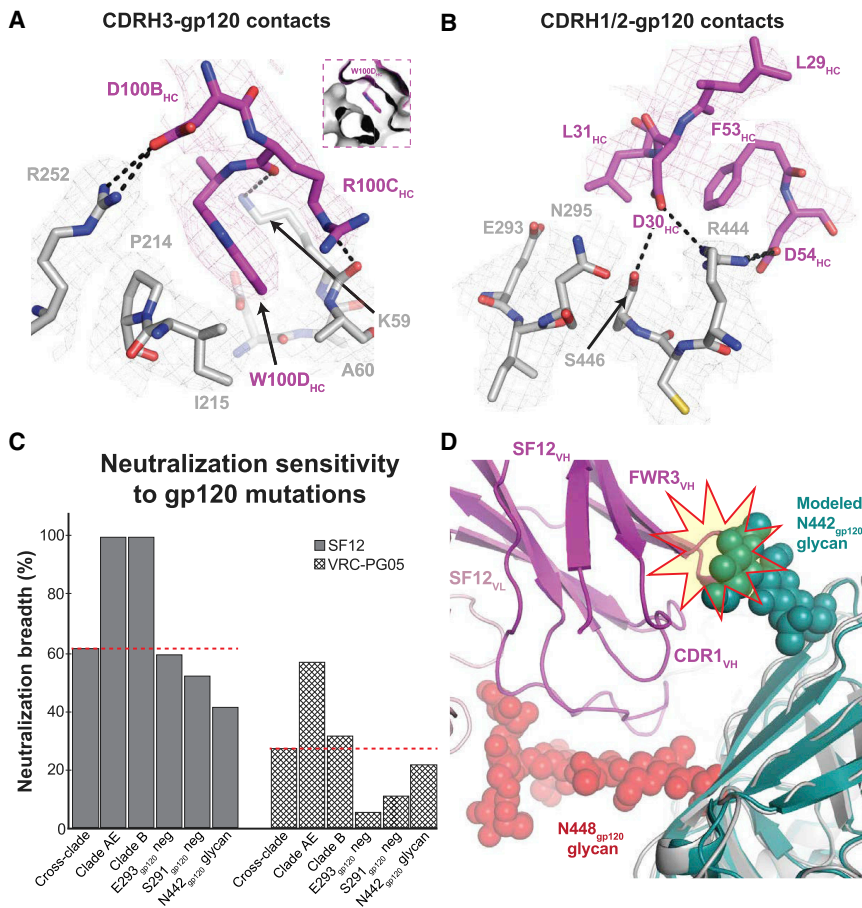 A
CDRH3-gp120 contacts
D100B HC
W100D HC
R252
R100C HC
P214
K59
A60
W100D HC
I215
B
CDRH1/2-gp120 contacts
L29 HC
L31 HC
F53 HC
N295
E293
D30 HC
R444
D54 HC
S446
C
Neutralization sensitivity
to gp120 mutations
Neutralization breadth (%)
100
80
60
40
20
0
SF12
VRC-PG05
Cross-clade
Clade AE
Clade B
E293 gp120 neg
S291 gp120 neg
N442 gp120 glycan
Cross-clade
Clade AE
Clade B
E293 gp120 neg
S291 gp120 neg
N442 gp120 glycan
D
SF12 VH
FWR3 VH
Modeled
N442 gp120
glycan
SF12 VL
CDR1 VH
N448 gp120
glycan